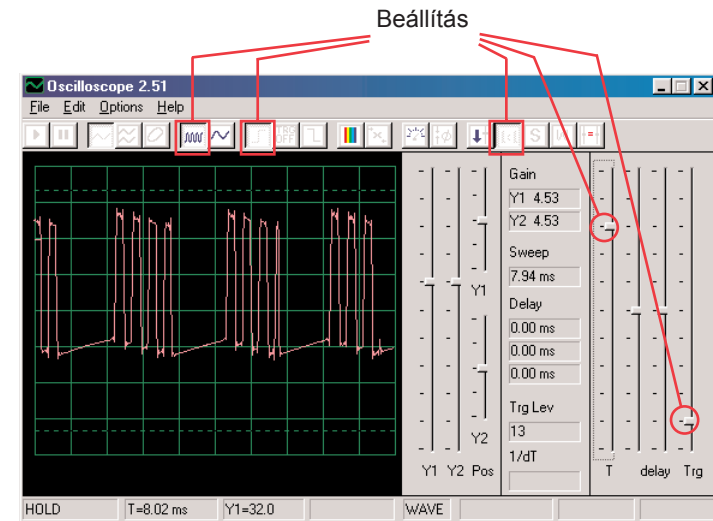 Beállítás
Oscilloscope 2.51
File Edit Options Help
Gain
Y1 4.53
Y2 4.53
Sweep
7.94 ms
Delay
0.00 ms
0.00 ms
0.00 ms
Trg Lev
13
1/dT
Y1
Y2
Y1 Y2 Pos
T delay Trg
HOLD T=8.02 ms Y1=32.0 WAVE